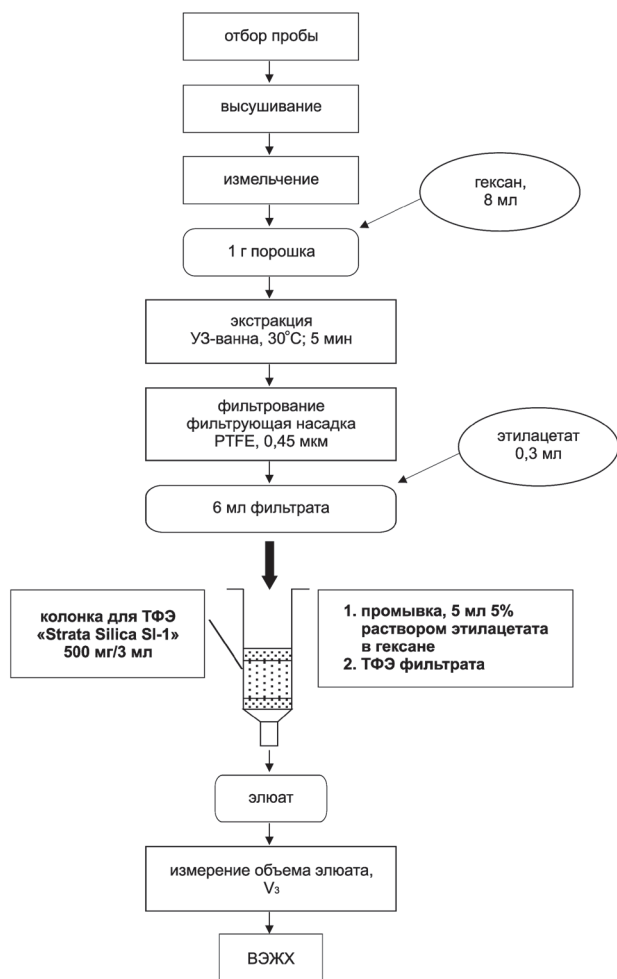 отбор пробы
высушивание
измельчение
гексан,
8 мл
1 г порошка
экстракция
УЗ-ванна, 30°С; 5 мин
фильтрование
фильтрующая насадка
PTFE, 0,45 мкм
этилацетат
0,3 мл
6 мл фильтрата
колонка для ТФЭ
«Strata Silica SI-1»
500 мг/3 мл
1. промывка, 5 мл 5%
раствором этилацетата
в гексане
2. ТФЭ фильтрата
элюат
измерение объема элюата,
V₃
ВЭЖХ